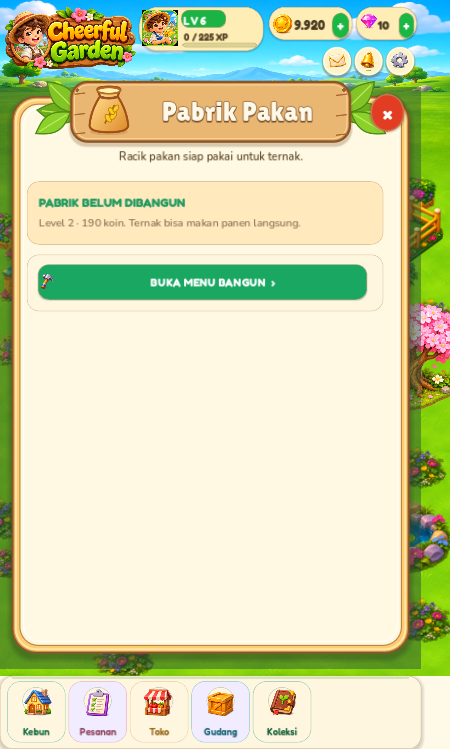 Cheerful
Garden
LV 6
0 / 225 XP
9.920
+
10
+
Pabrik Pakan
Racik pakan siap pakai untuk ternak.
PABRIK BELUM DIBANGUN
Level 2 · 190 koin. Ternak bisa makan panen langsung.
BUKA MENU BANGUN ›
Kebun
Pesanan
Toko
Gudang
Koleksi